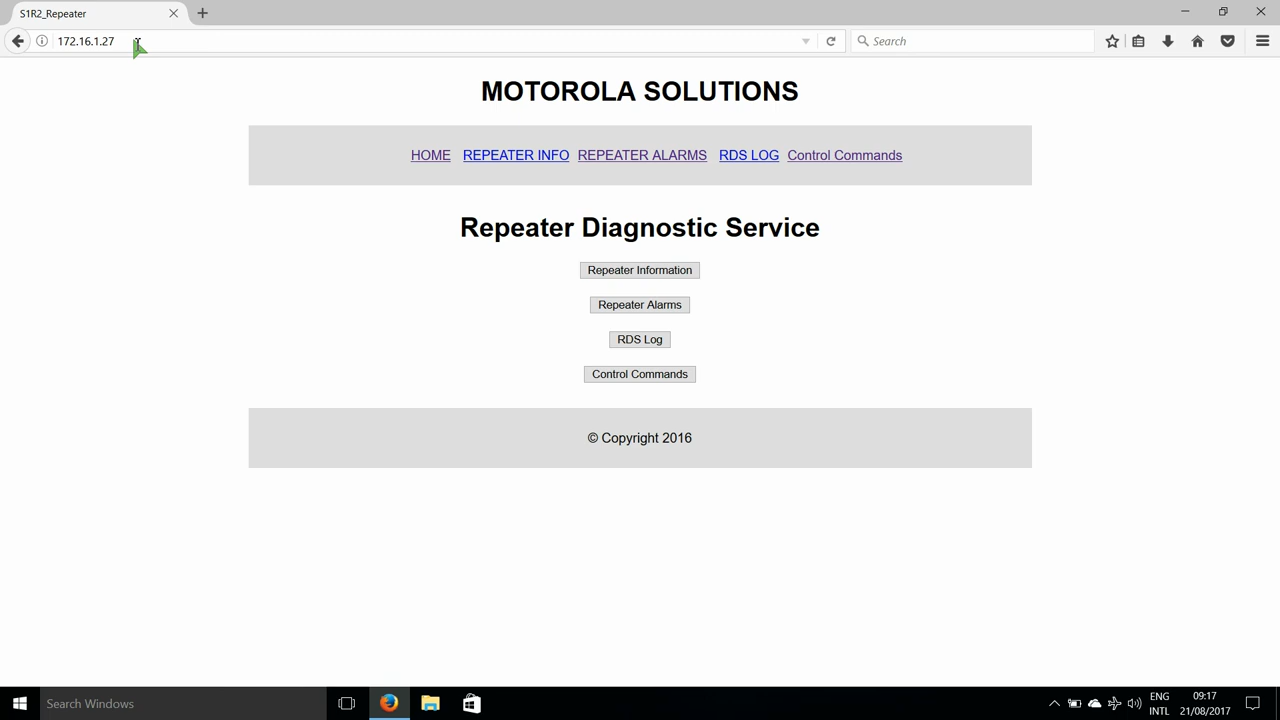 S1R2_Repeater
172.16.1.27
Search
MOTOROLA SOLUTIONS
HOME REPEATER INFO REPEATER ALARMS RDS LOG Control Commands
Repeater Diagnostic Service
Repeater Information
Repeater Alarms
RDS Log
Control Commands
© Copyright 2016
Search Windows
ENG
INTL
09:17
21/08/2017